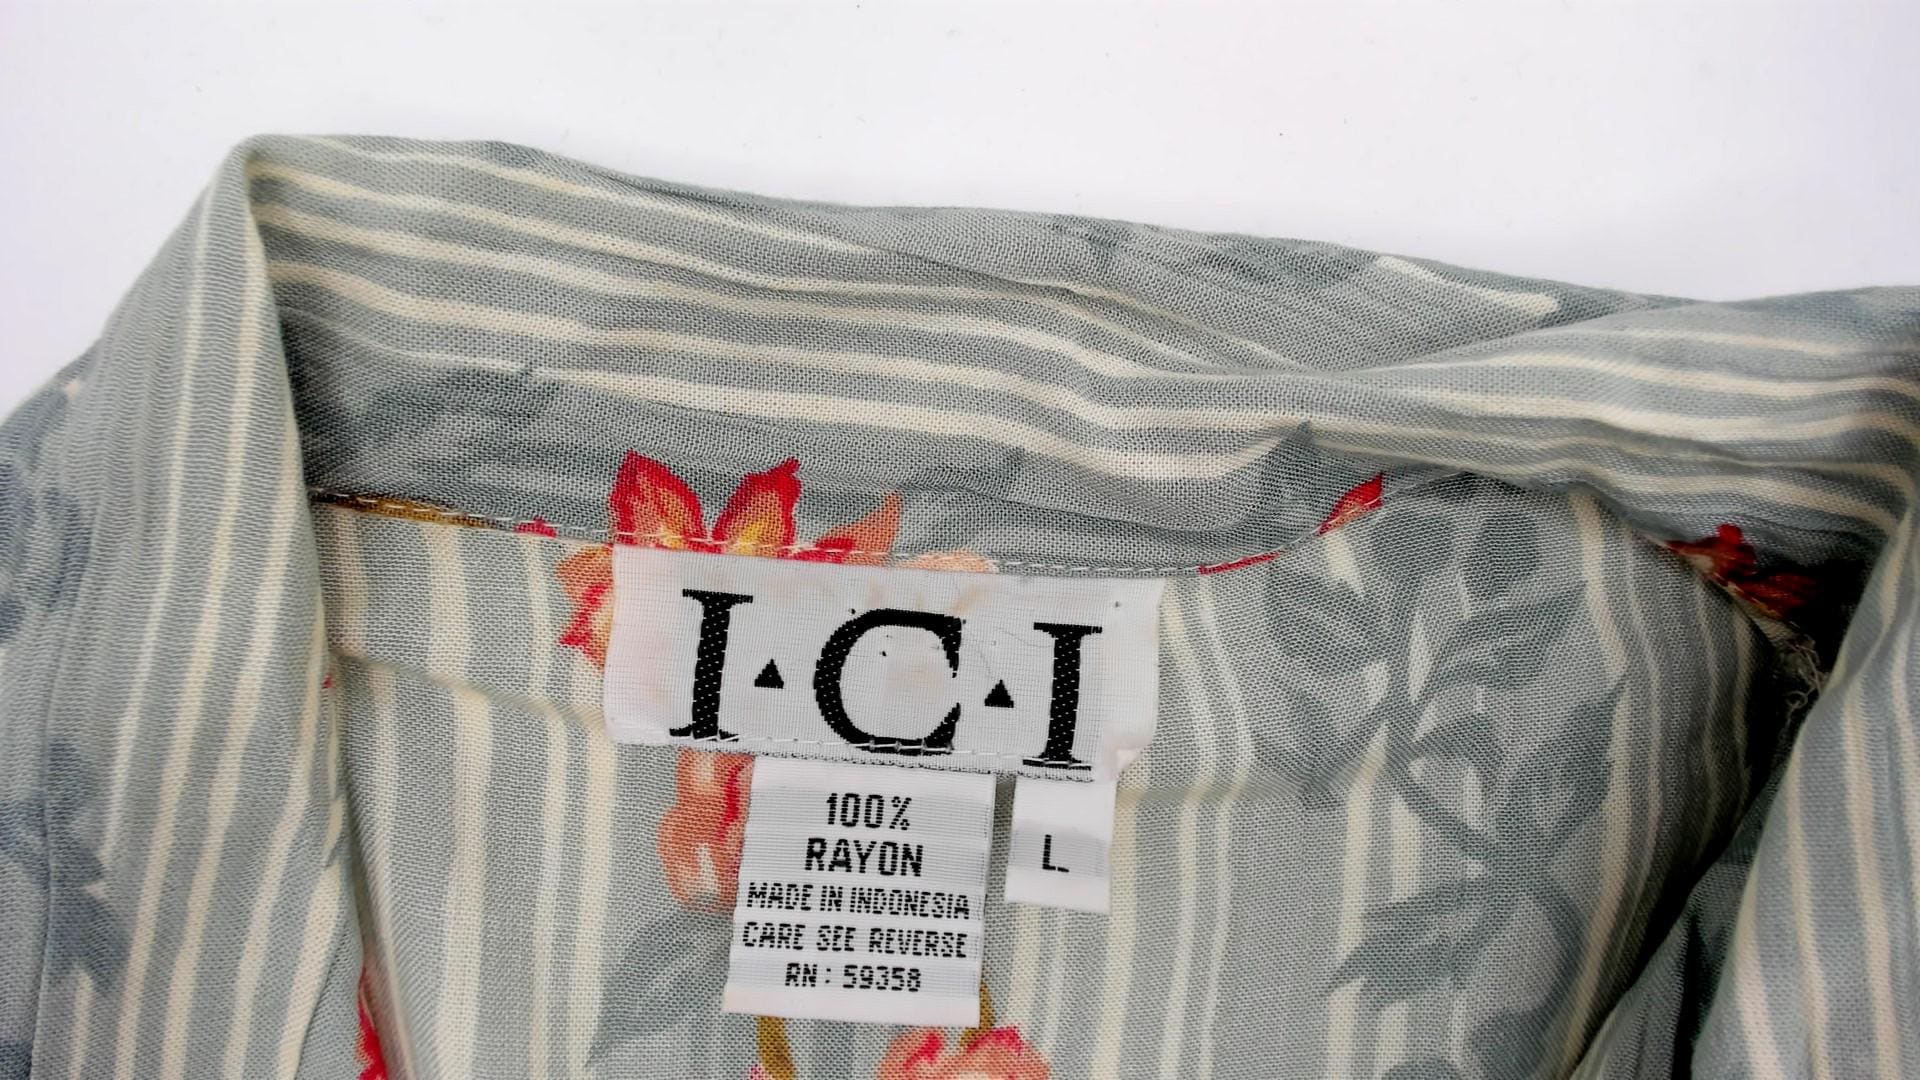 I▲C▲I
100%
RAYON
MADE IN INDONESIA
CARE SEE REVERSE
RN: 59358
L